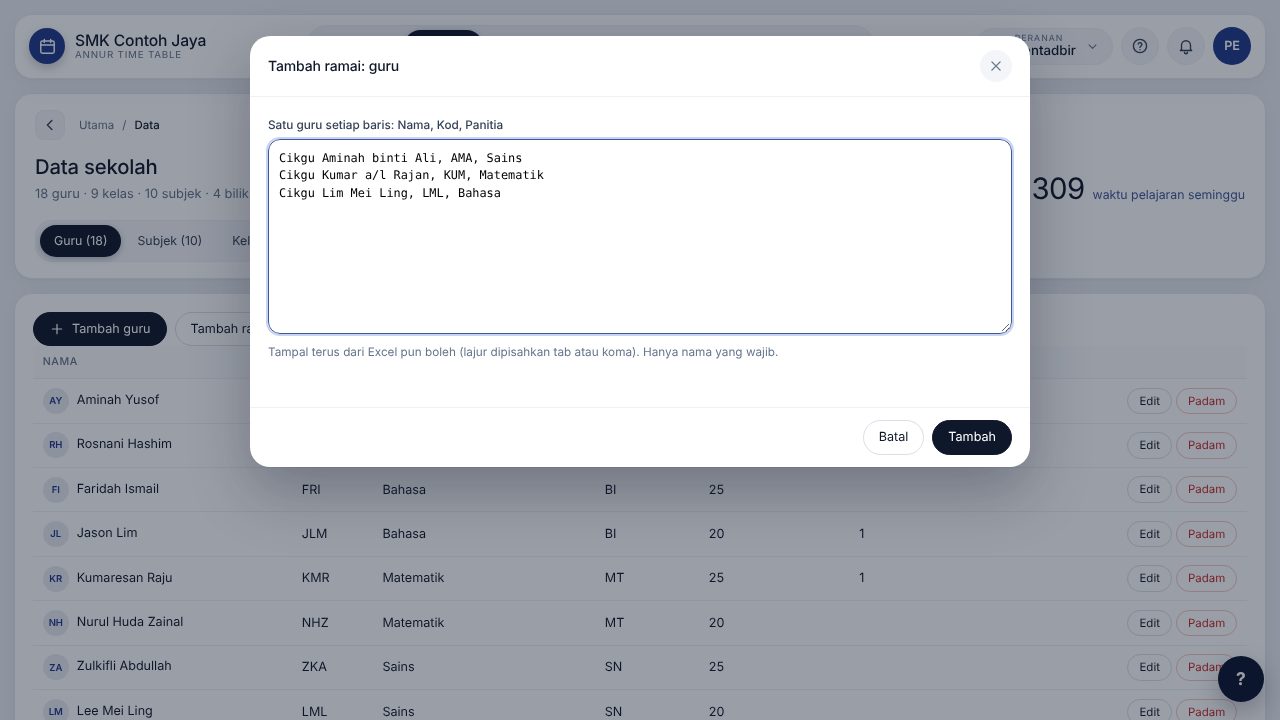 SMK Contoh Jaya
ANNUR TIME TABLE
PERANAN
PE
Tambah ramai: guru
Satu guru setiap baris: Nama, Kod, Panitia
Cikgu Aminah binti Ali, AMA, Sains
Cikgu Kumar a/l Rajan, KUM, Matematik
Cikgu Lim Mei Ling, LML, Bahasa
Tampal terus dari Excel pun boleh (lajur dipisahkan tab atau koma). Hanya nama yang wajib.
Batal Tambah
Utama / Data
Data sekolah
18 guru · 9 kelas · 10 subjek · 4 bilik
309 waktu pelajaran seminggu
Guru (18) Subjek (10)
Tambah guru Tambah
NAMA
AY Aminah Yusof Edit Padam
RH Rosnani Hashim Edit Padam
FI Faridah Ismail FRI Bahasa BI 25 Edit Padam
JL Jason Lim JLM Bahasa BI 20 1 Edit Padam
KR Kumaresan Raju KMR Matematik MT 25 1 Edit Padam
NH Nurul Huda Zainal NHZ Matematik MT 20 Edit Padam
ZA Zulkifli Abdullah ZKA Sains SN 25 Edit Padam
?
LM Lee Mei Ling LML Sains SN 20 Edit Padam